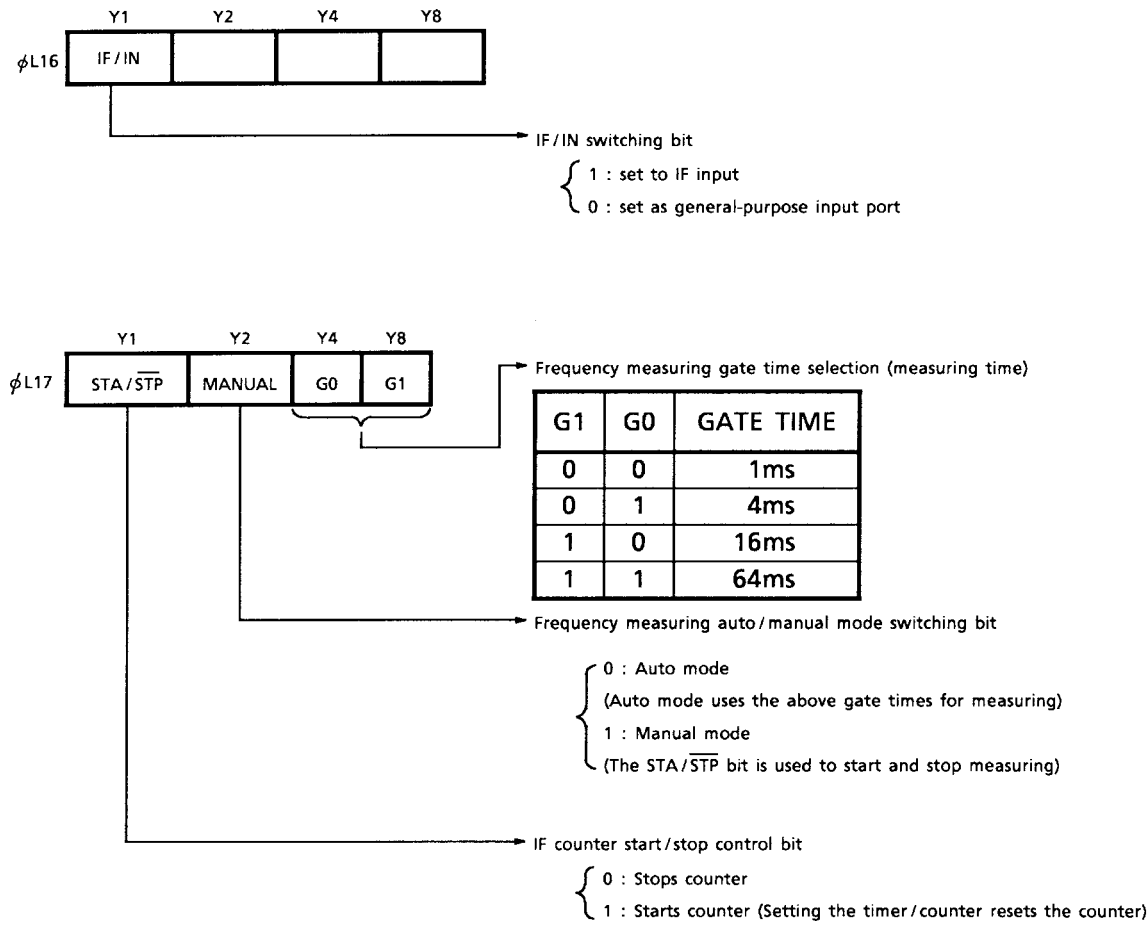 Y1 Y2 Y4 Y8
ϕL16 IF/IN
IF/IN switching bit
1 : set to IF input
0 : set as general-purpose input port
Y1 Y2 Y4 Y8
ϕL17 STA/S̅T̅P̅ MANUAL G0 G1
Frequency measuring gate time selection (measuring time)
G1 G0 GATE TIME
0 0 1ms
0 1 4ms
1 0 16ms
1 1 64ms
Frequency measuring auto/manual mode switching bit
0 : Auto mode
(Auto mode uses the above gate times for measuring)
1 : Manual mode
(The STA/S̅T̅P̅ bit is used to start and stop measuring)
IF counter start/stop control bit
0 : Stops counter
1 : Starts counter (Setting the timer/counter resets the counter)